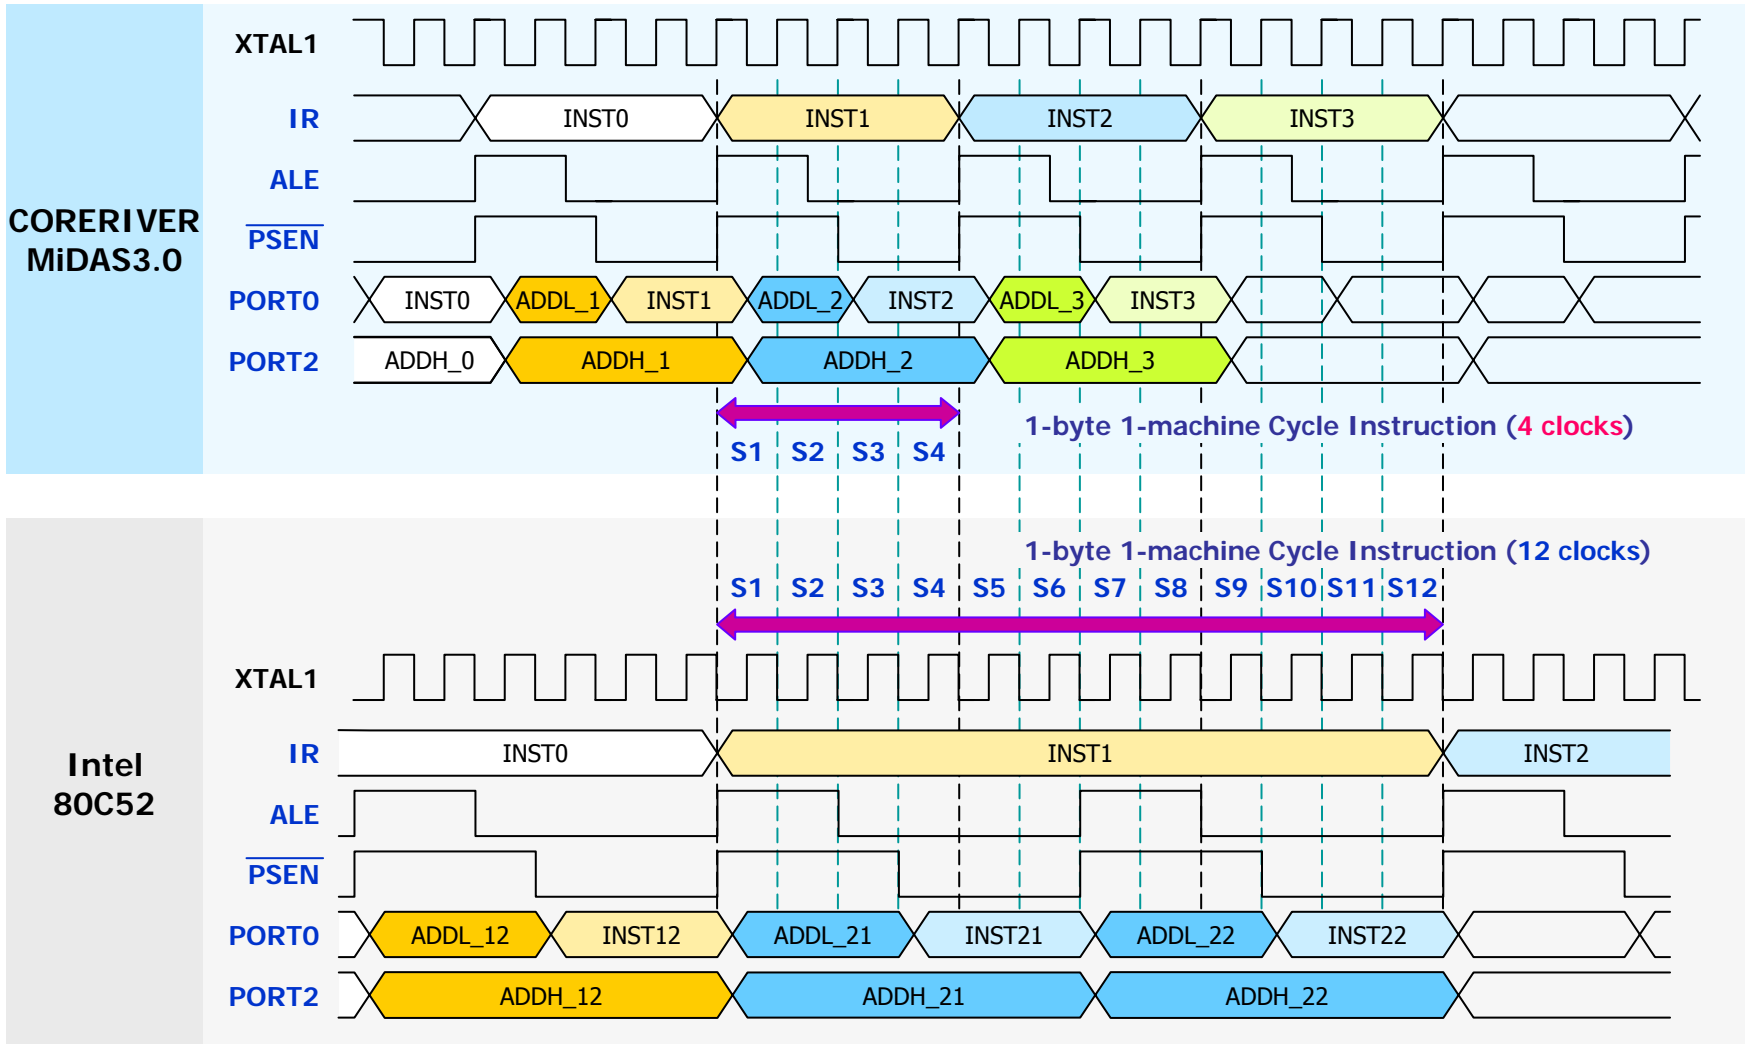 CORERIVER
MiDAS3.0
XTAL1
IR INST0 INST1 INST2 INST3
ALE
PSEN
PORT0 INST0 ADDL_1 INST1 ADDL_2 INST2 ADDL_3 INST3
PORT2 ADDH_0 ADDH_1 ADDH_2 ADDH_3
1-byte 1-machine Cycle Instruction (4 clocks)
S1 S2 S3 S4
Intel
80C52
1-byte 1-machine Cycle Instruction (12 clocks)
S1 S2 S3 S4 S5 S6 S7 S8 S9 S10 S11 S12
XTAL1
IR INST0 INST1 INST2
ALE
PSEN
PORT0 ADDL_12 INST12 ADDL_21 INST21 ADDL_22 INST22
PORT2 ADDH_12 ADDH_21 ADDH_22